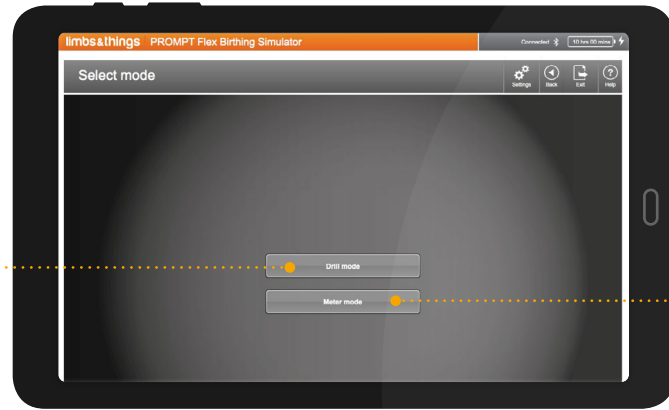 limbs&things PROMPT Flex Birthing Simulator
Connected 10 hrs 00 mins
Select mode
Settings Back Exit Help
Drill mode
Meter mode